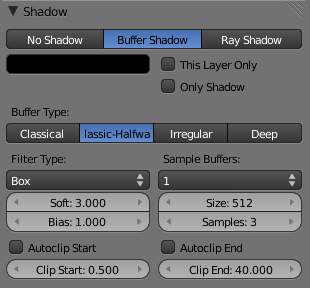 Shadow
No Shadow Buffer Shadow Ray Shadow
This Layer Only
Only Shadow
Buffer Type:
Classical lassic-Halfwa Irregular Deep
Filter Type: Sample Buffers:
Box 1
Soft: 3.000 Size: 512
Bias: 1.000 Samples: 3
Autoclip Start Autoclip End
Clip Start: 0.500 Clip End: 40.000